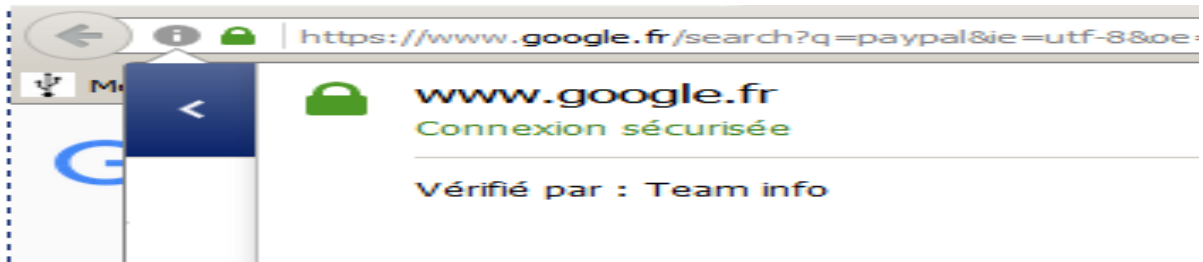 https://www.google.fr/search?q=paypal&ie=utf-8&oe=
M
<
www.google.fr
G
Connexion sécurisée
Vérifié par : Team info